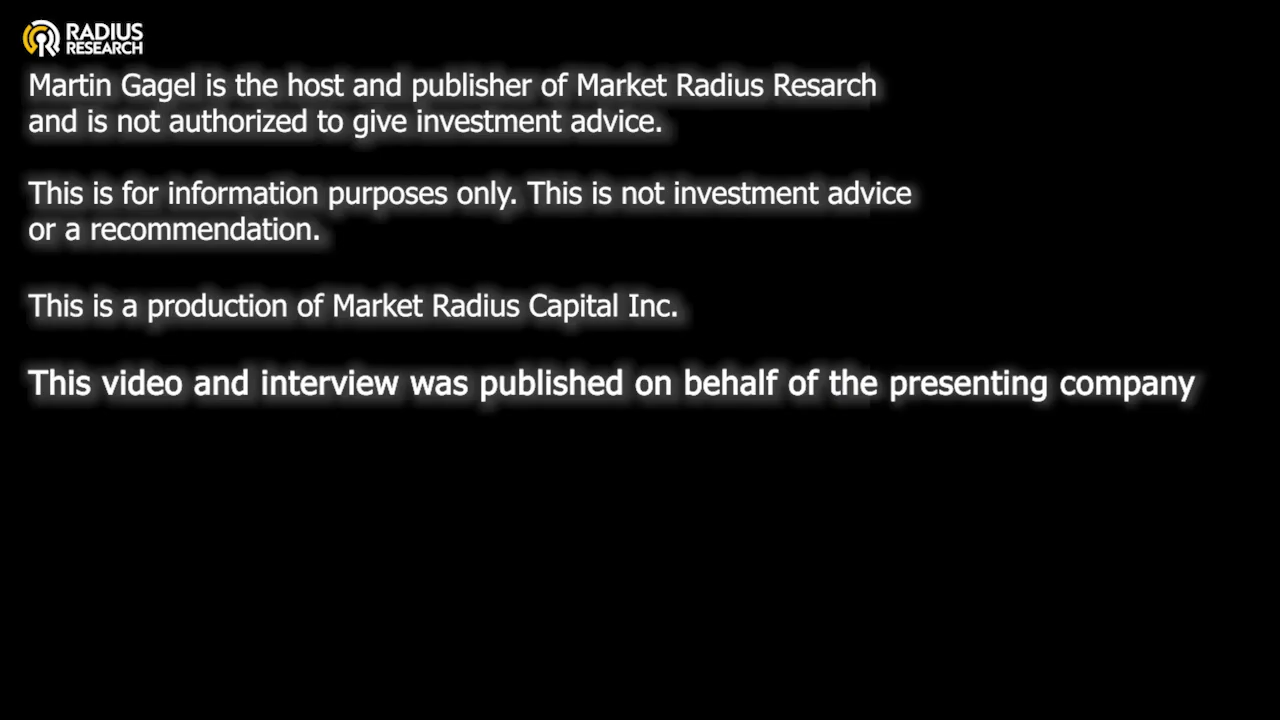 RADIUS
RESEARCH
Martin Gagel is the host and publisher of Market Radius Resarch
and is not authorized to give investment advice.
This is for information purposes only. This is not investment advice
or a recommendation.
This is a production of Market Radius Capital Inc.
This video and interview was published on behalf of the presenting company